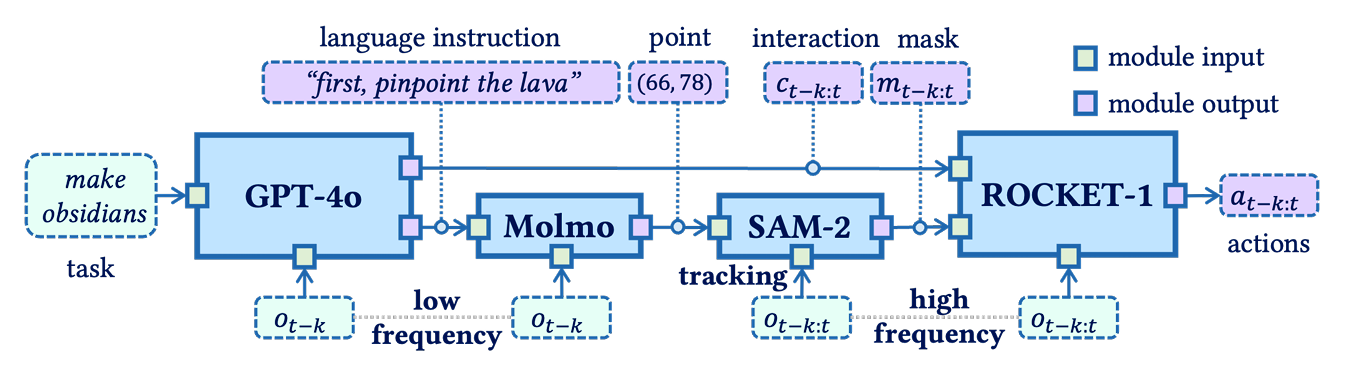 language instruction
point
interaction
mask
module input
"first, pinpoint the lava"
(66, 78)
c_{t−k:t}
m_{t−k:t}
module output
make
obsidians
task
GPT-4o
Molmo
SAM-2
ROCKET-1
a_{t−k:t}
actions
tracking
o_{t−k}
low
frequency
o_{t−k}
o_{t−k:t}
high
frequency
o_{t−k:t}